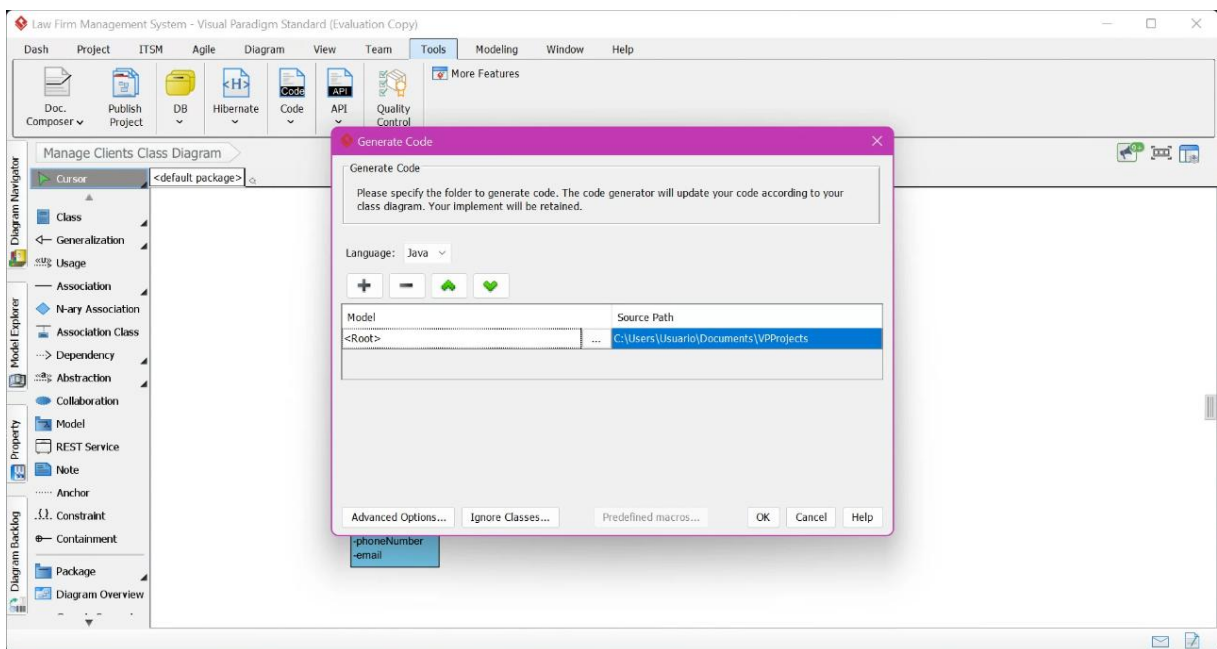 Law Firm Management System - Visual Paradigm Standard (Evaluation Copy)
Dash Project ITSM Agile Diagram View Team Tools Modeling Window Help
Doc. Composer
Publish Project
DB
<H>
Hibernate
Code
Code
API
API
Quality Control
More Features
Manage Clients Class Diagram
Diagram Navigator
Model Explorer
Property
Diagram Backlog
Cursor
Class
Generalization
Usage
Association
N-ary Association
Association Class
Dependency
Abstraction
Collaboration
Model
REST Service
Note
Anchor
Constraint
Containment
Package
Diagram Overview
<default package>
Generate Code
Generate Code
Please specify the folder to generate code. The code generator will update your code according to your
class diagram. Your implement will be retained.
Language: Java
Model Source Path
<Root> ... C:\Users\Usuario\Documents\VPProjects
Advanced Options... Ignore Classes... Predefined macros... OK Cancel Help
-phoneNumber
-email